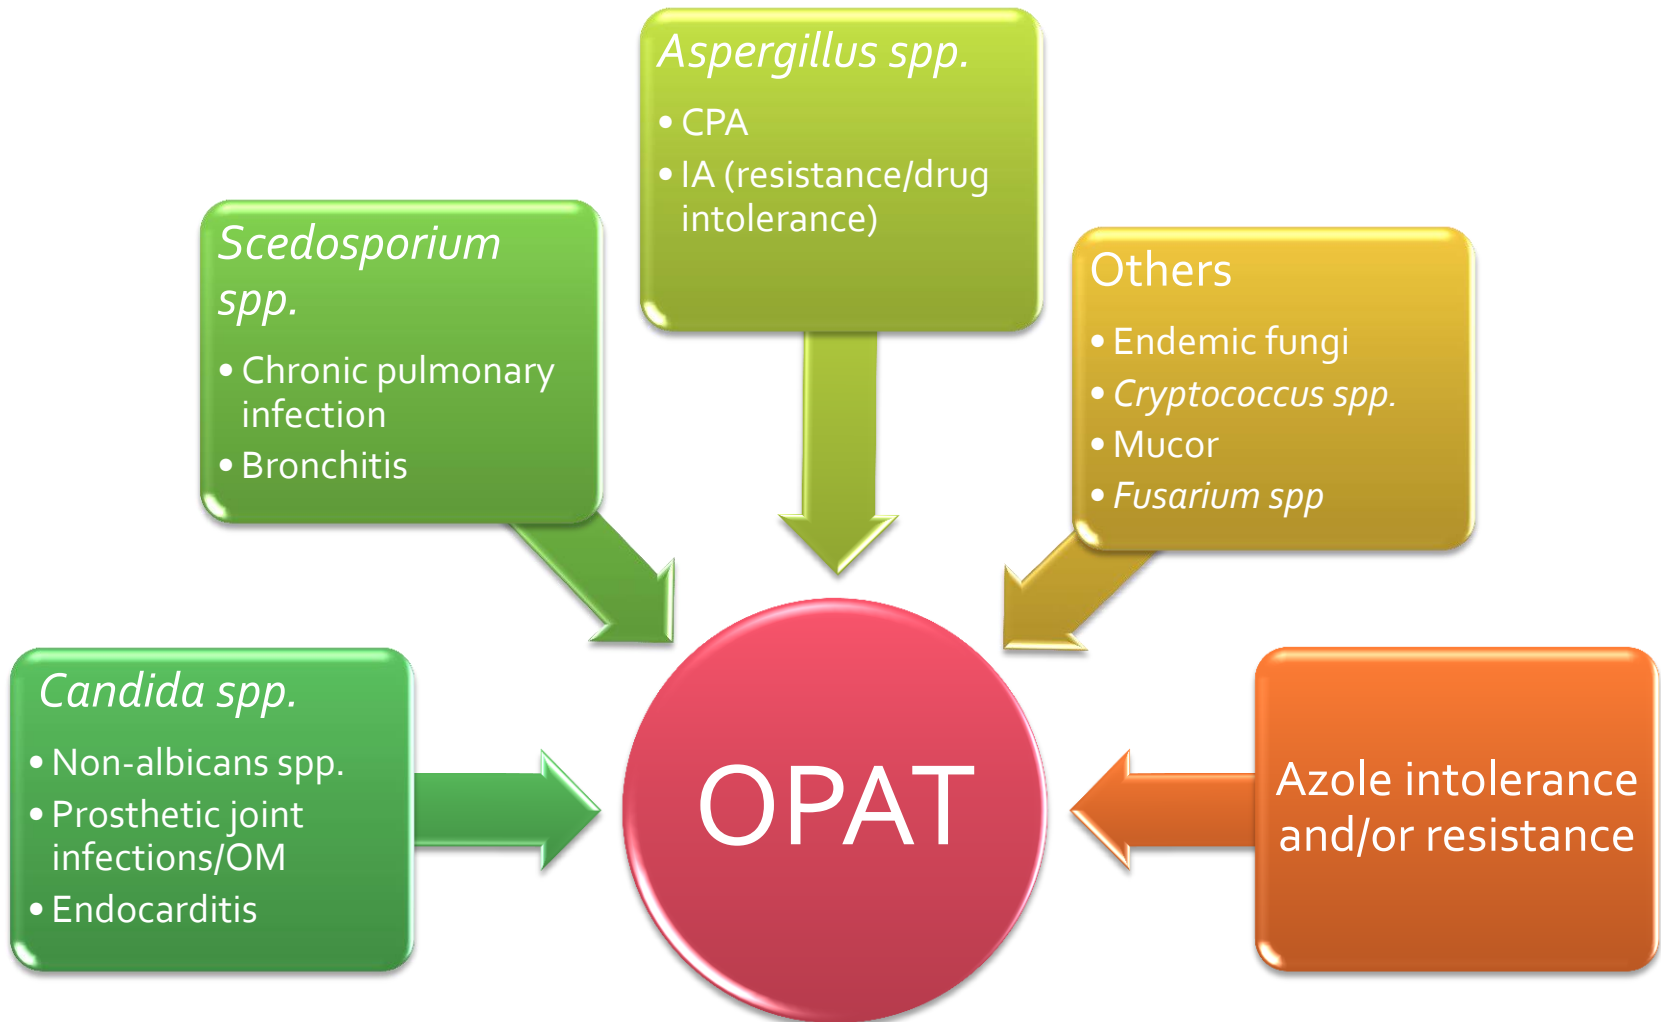 Aspergillus spp.
• CPA
• IA (resistance/drug
intolerance)
Scedosporium
spp.
• Chronic pulmonary
infection
• Bronchitis
Others
• Endemic fungi
• Cryptococcus spp.
• Mucor
• Fusarium spp
Candida spp.
• Non-albicans spp.
• Prosthetic joint
infections/OM
• Endocarditis
OPAT
Azole intolerance
and/or resistance